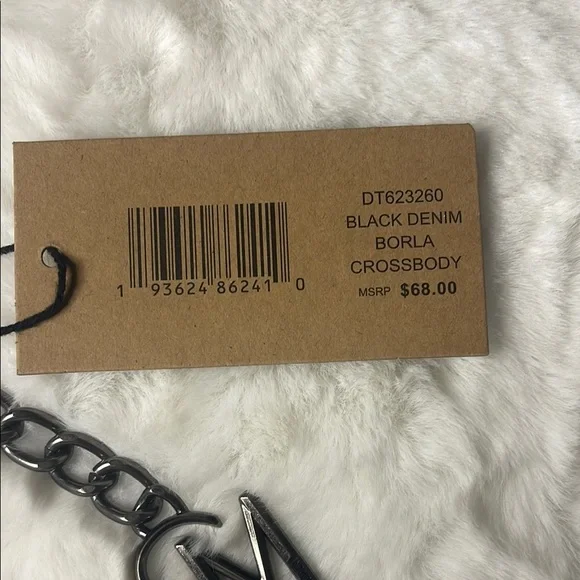 1 93624 86241 0
DT623260
BLACK DENIM
BORLA
CROSSBODY
MSRP $68.00